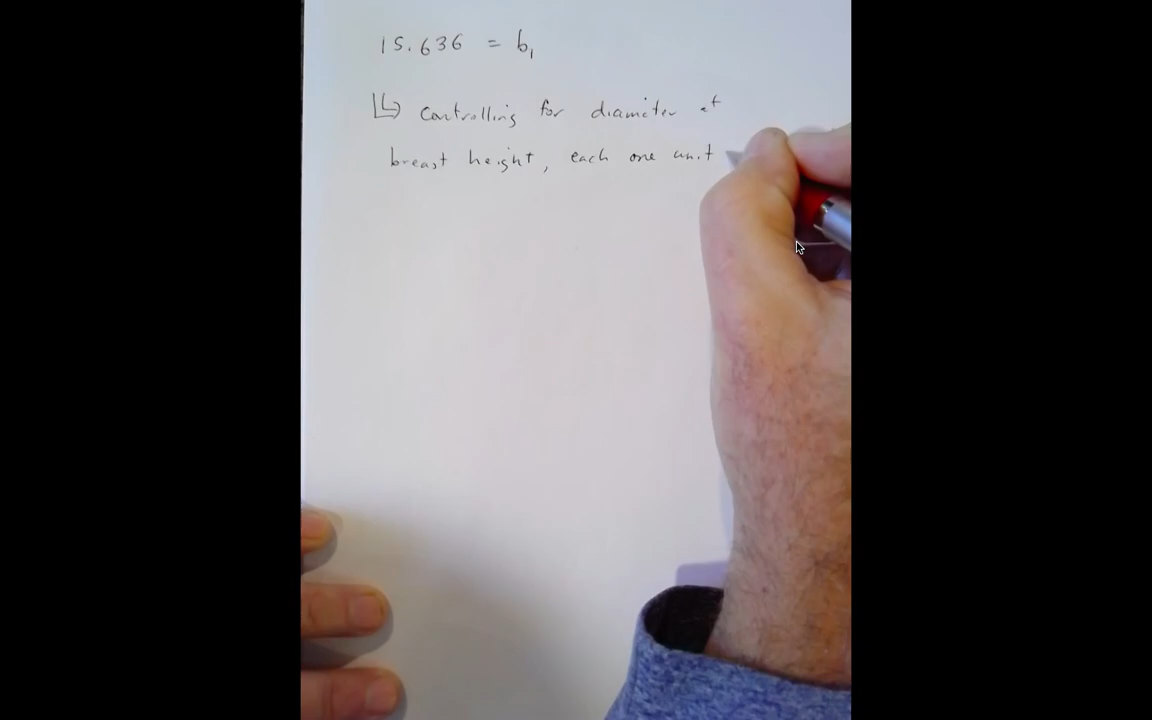 15.636 = b₁
Controlling for diameter at
breast height, each one unit